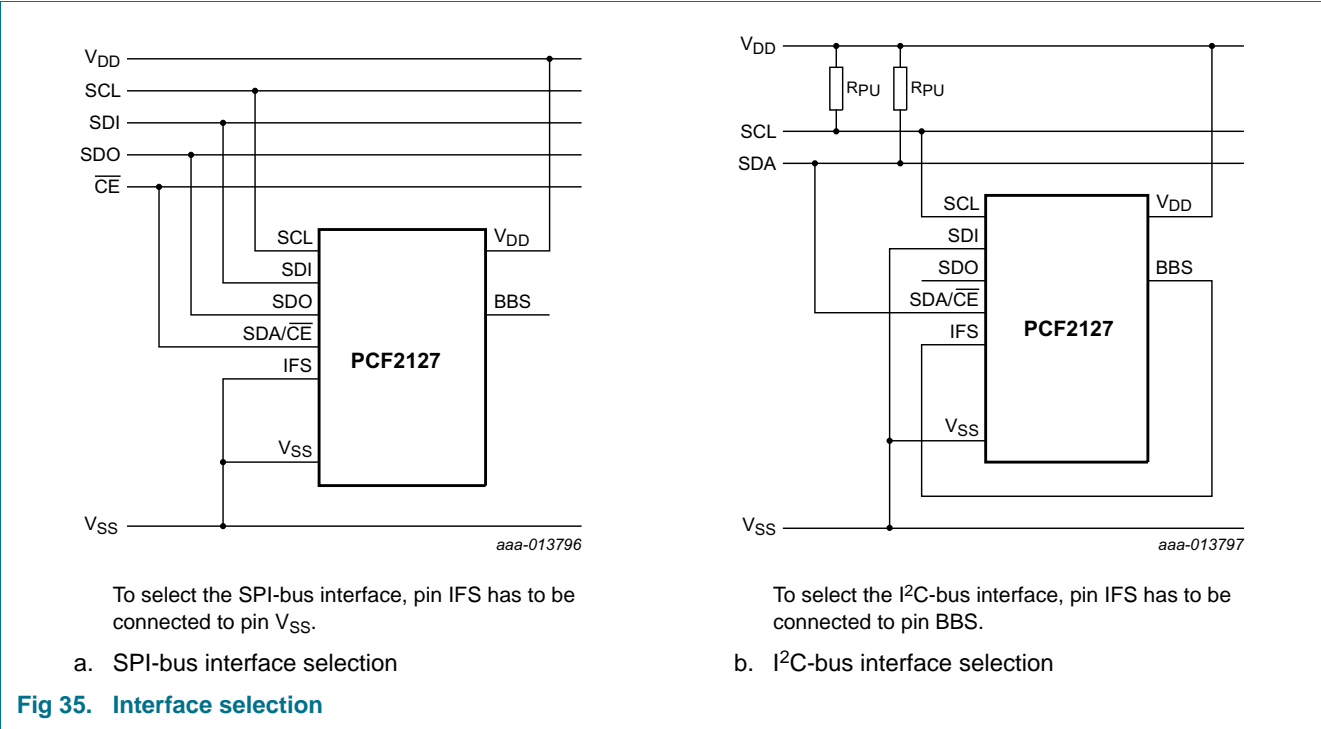 VDD
SCL
SDI
SDO
CE
SCL
SDI
SDO
SDA/CE
IFS
VSS
VDD
BBS
PCF2127
VSS
aaa-013796
To select the SPI-bus interface, pin IFS has to be
connected to pin VSS.
a. SPI-bus interface selection
VDD
RPU
RPU
SCL
SDA
SCL
SDI
SDO
SDA/CE
IFS
VSS
VDD
BBS
PCF2127
VSS
aaa-013797
To select the I2C-bus interface, pin IFS has to be
connected to pin BBS.
b. I2C-bus interface selection
Fig 35. Interface selection